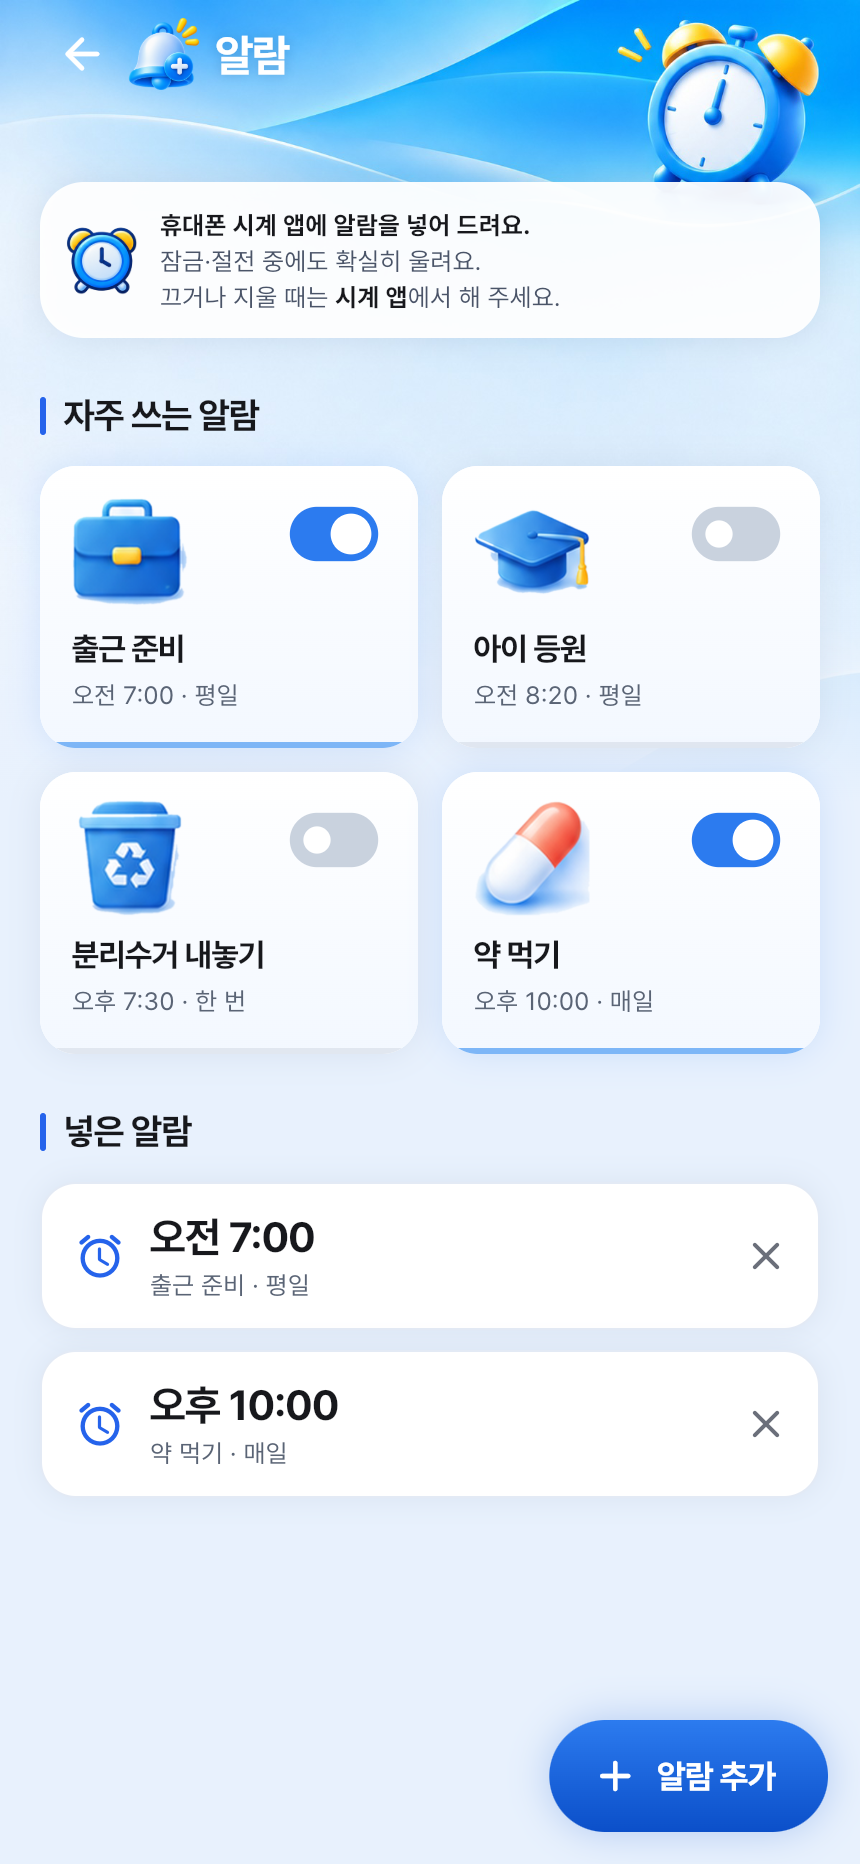 알람
휴대폰 시계 앱에 알람을 넣어 드려요.
잠금·절전 중에도 확실히 울려요.
끄거나 지울 때는 시계 앱에서 해 주세요.
자주 쓰는 알람
출근 준비
오전 7:00 · 평일
아이 등원
오전 8:20 · 평일
분리수거 내놓기
오후 7:30 · 한 번
약 먹기
오후 10:00 · 매일
넣은 알람
오전 7:00
출근 준비 · 평일
오후 10:00
약 먹기 · 매일
알람 추가